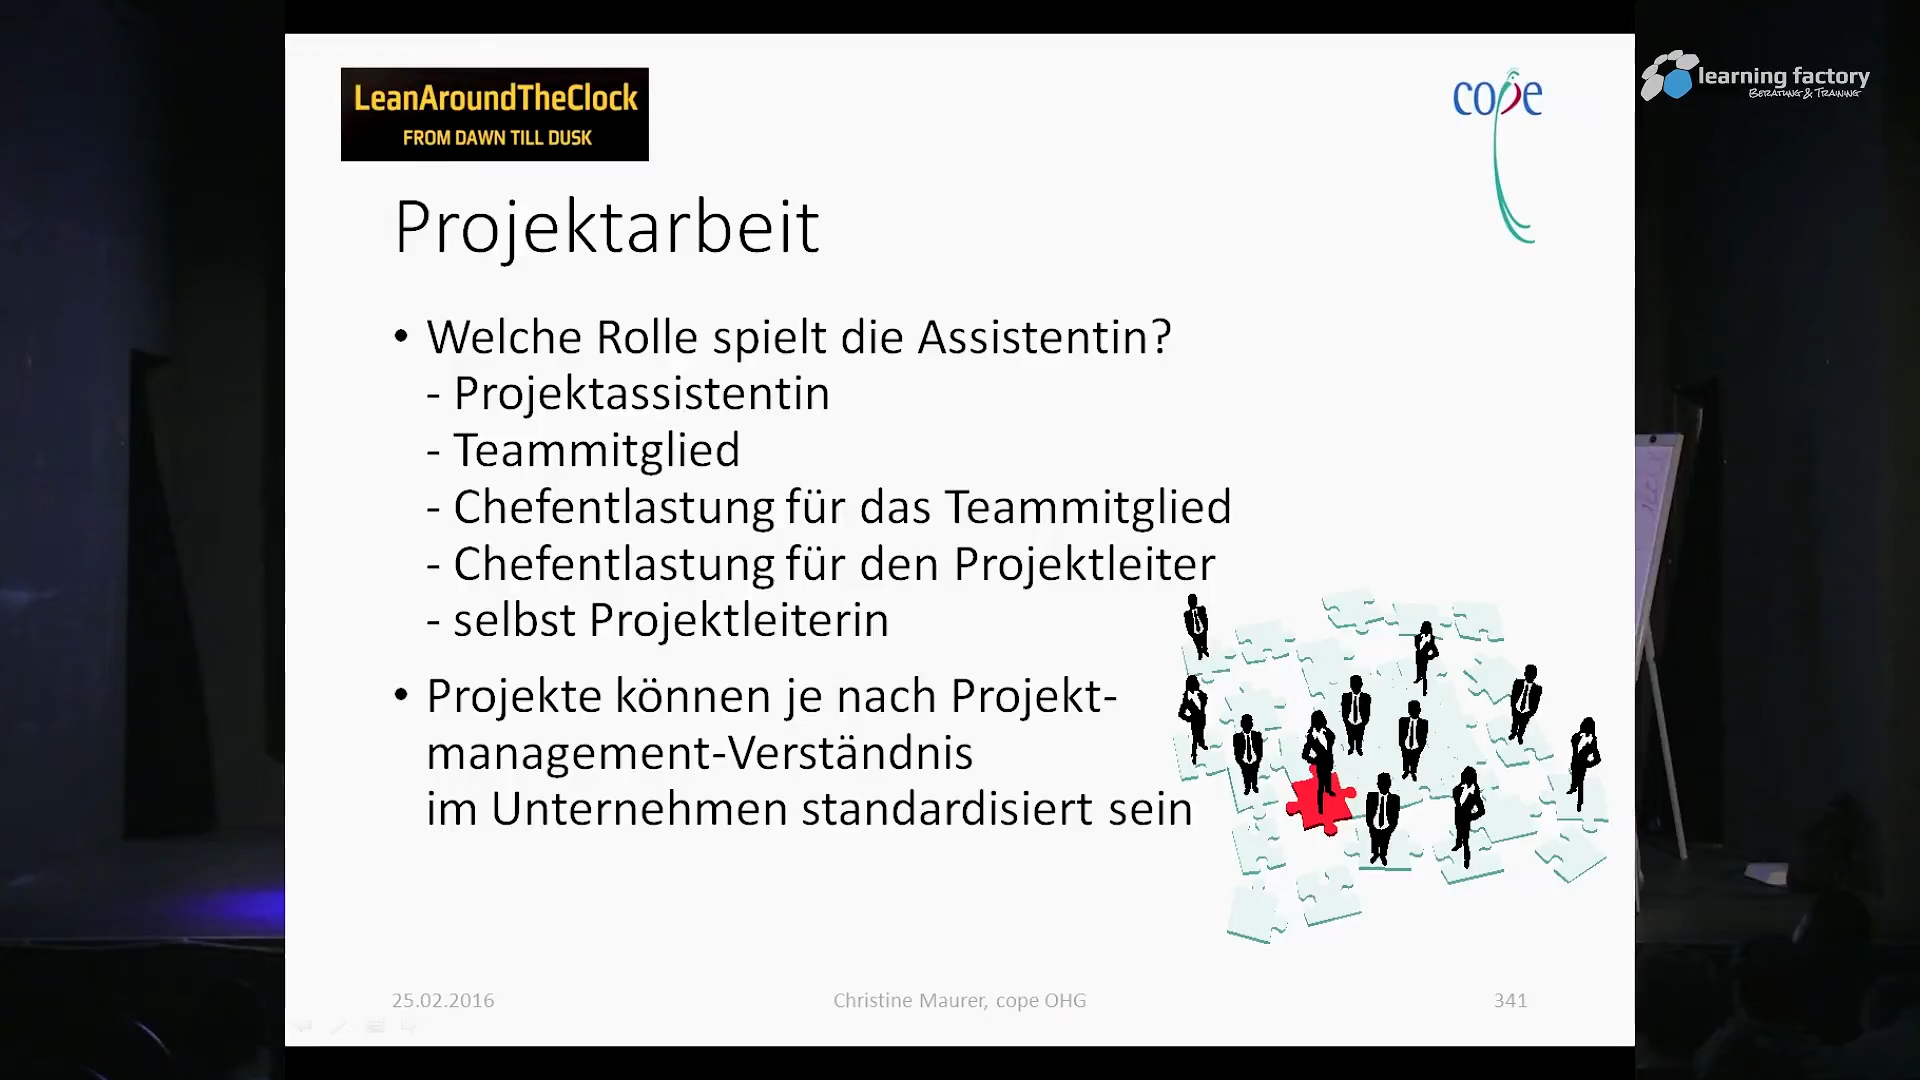 LeanAroundTheClock
FROM DAWN TILL DUSK
cope
learning factory
BERATUNG & TRAINING
Projektarbeit
• Welche Rolle spielt die Assistentin?
- Projektassistentin
- Teammitglied
- Chefentlastung für das Teammitglied
- Chefentlastung für den Projektleiter
- selbst Projektleiterin
• Projekte können je nach Projekt-
management-Verständnis
im Unternehmen standardisiert sein
25.02.2016
Christine Maurer, cope OHG
341